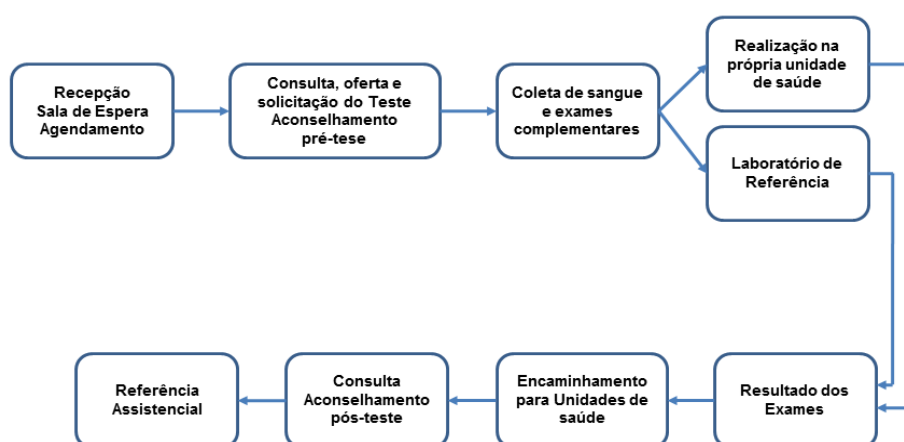 Recepção
Sala de Espera
Agendamento
Consulta, oferta e
solicitação do Teste
Aconselhamento
pré-tese
Coleta de sangue
e exames
complementares
Realização na
própria unidade
de saúde
Laboratório de
Referência
Referência
Assistencial
Consulta
Aconselhamento
pós-teste
Encaminhamento
para Unidades de
saúde
Resultado dos
Exames